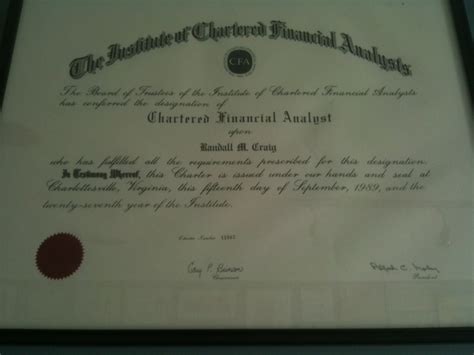 The Institute of Chartered Financial Analysts
CFA
The Board of Trustees of the Institute of Chartered Financial Analysts
has conferred the designation of
Chartered Financial Analyst
upon
Randall M. Craig
who has fulfilled all the requirements prescribed for this designation.
In Testimony Whereof, this Charter is issued under our hands and seal at
Charlottesville, Virginia, this fifteenth day of September, 1989, and the
twenty-seventh year of the Institute.
Charter Number
Chairman
President